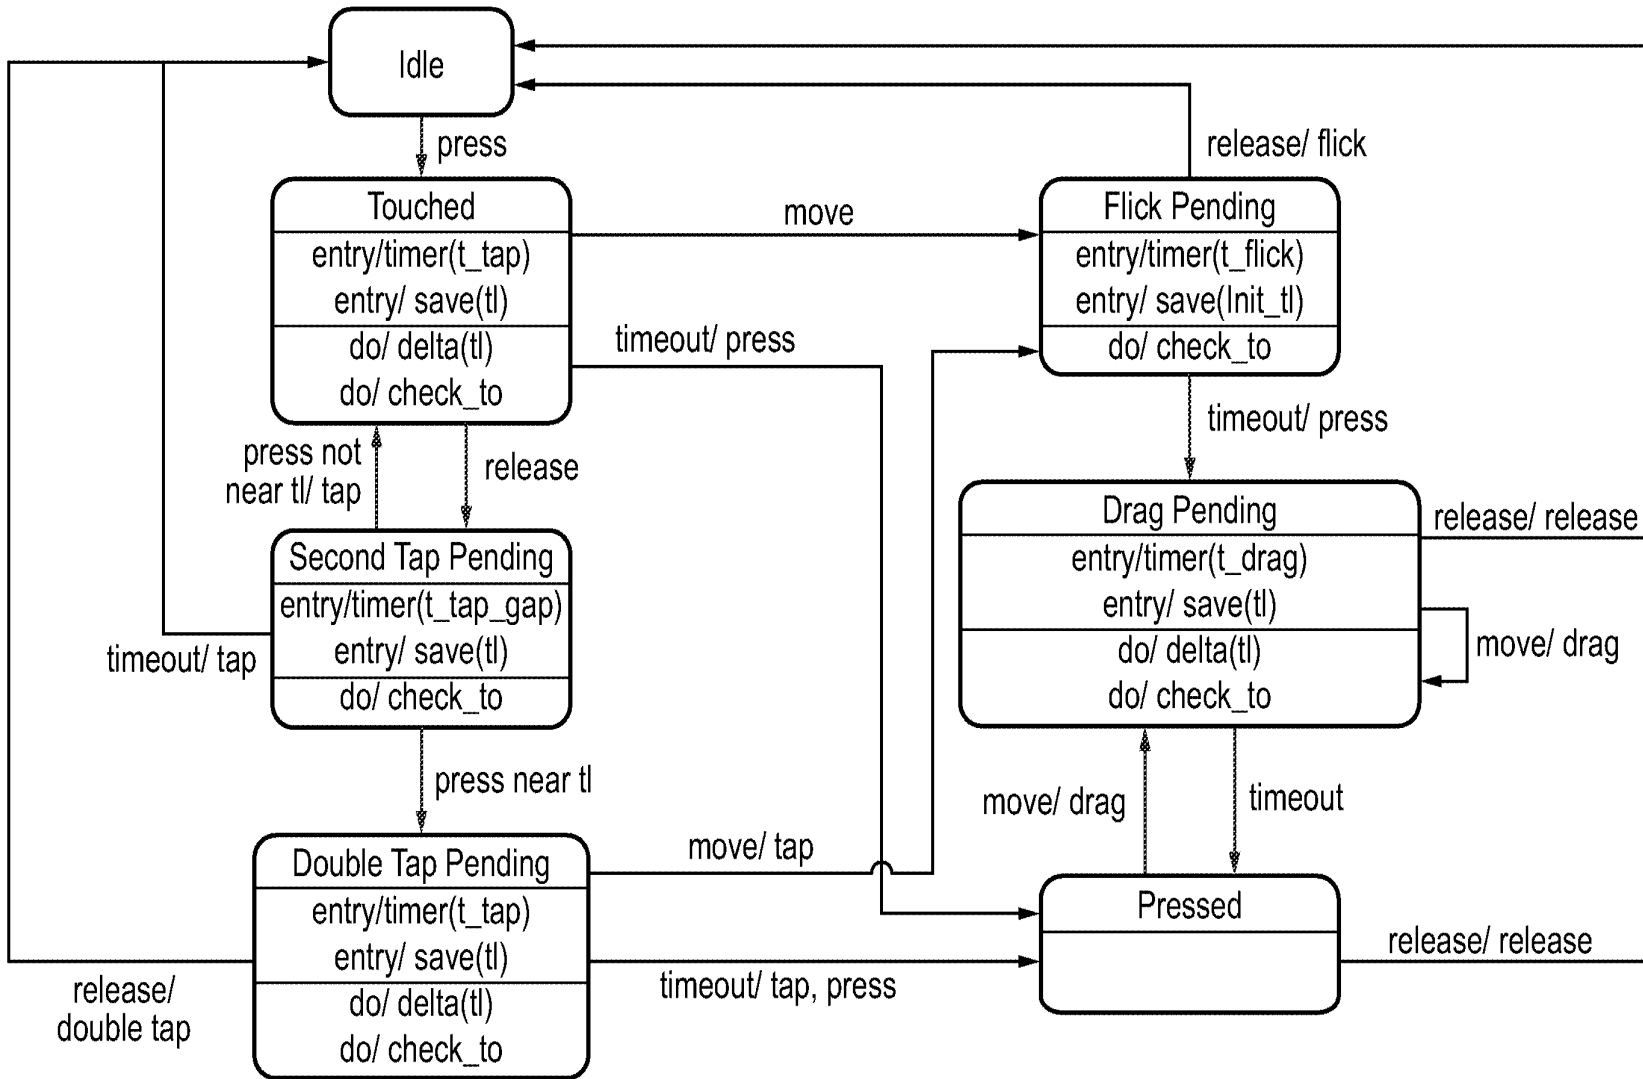 Idle
press
release/ flick
Touched
entry/timer(t_tap)
entry/ save(tl)
do/ delta(tl)
do/ check_to
move
Flick Pending
entry/timer(t_flick)
entry/ save(Init_tl)
do/ check_to
timeout/ press
timeout/ press
press not
near tl/ tap
release
Second Tap Pending
entry/timer(t_tap_gap)
entry/ save(tl)
do/ check_to
timeout/ tap
Drag Pending
entry/timer(t_drag)
entry/ save(tl)
do/ delta(tl)
do/ check_to
release/ release
move/ drag
press near tl
move/ drag
timeout
Double Tap Pending
entry/timer(t_tap)
entry/ save(tl)
do/ delta(tl)
do/ check_to
move/ tap
Pressed
release/ release
timeout/ tap, press
release/
double tap